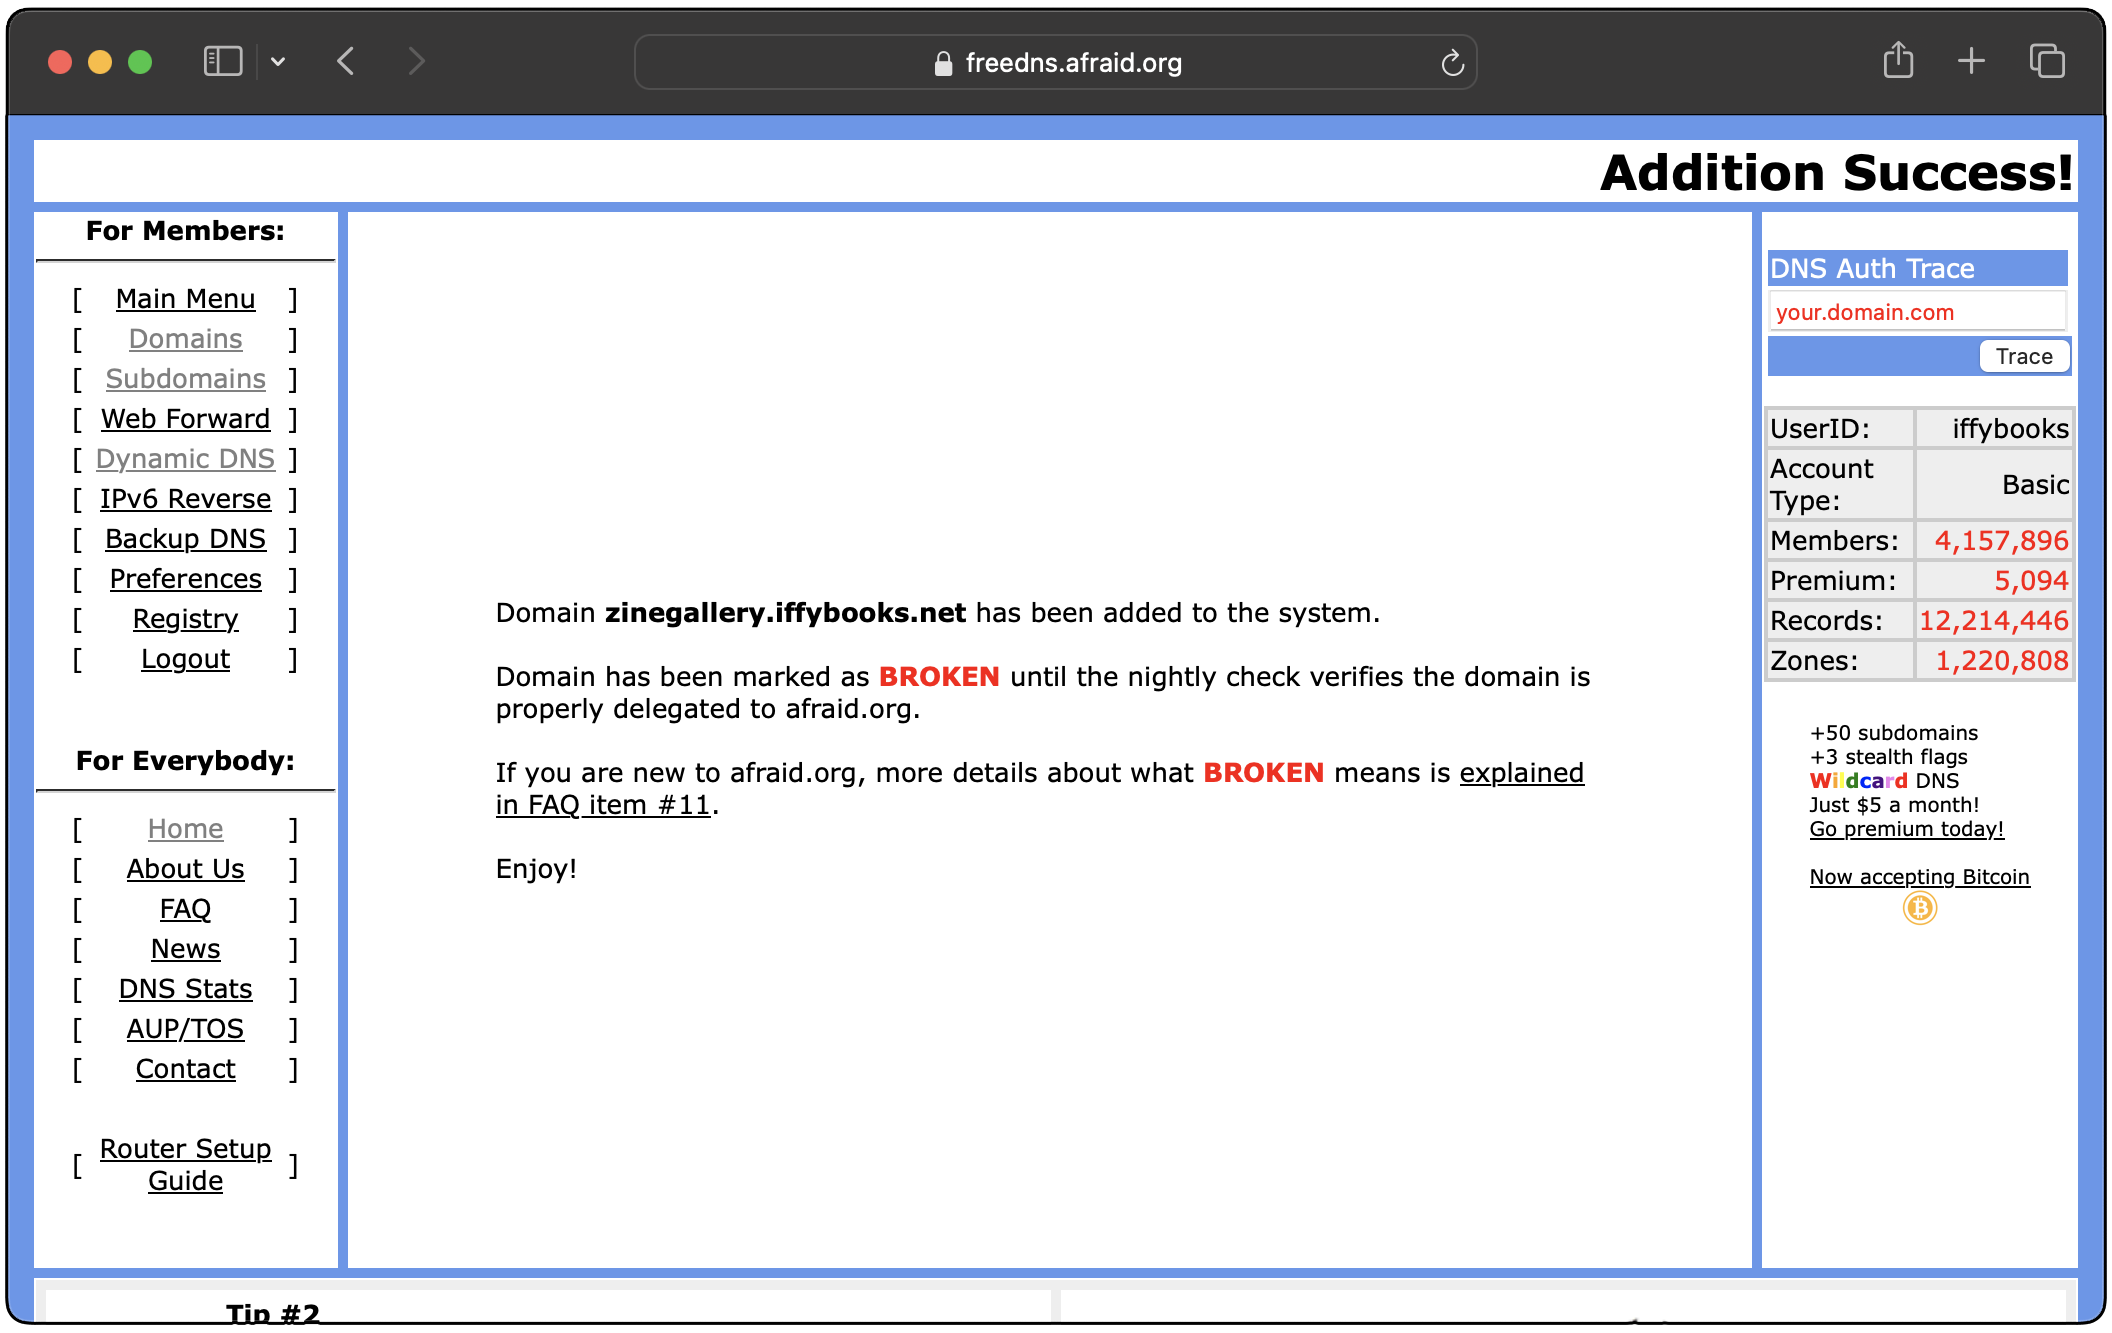 freedns.afraid.org
Addition Success!
For Members:
[ Main Menu ]
[ Domains ]
[ Subdomains ]
[ Web Forward ]
[ Dynamic DNS ]
[ IPv6 Reverse ]
[ Backup DNS ]
[ Preferences ]
[ Registry ]
[ Logout ]
For Everybody:
[ Home ]
[ About Us ]
[ FAQ ]
[ News ]
[ DNS Stats ]
[ AUP/TOS ]
[ Contact ]
[ Router Setup
Guide ]
Domain zinegallery.iffybooks.net has been added to the system.
Domain has been marked as BROKEN until the nightly check verifies the domain is
properly delegated to afraid.org.
If you are new to afraid.org, more details about what BROKEN means is explained
in FAQ item #11.
Enjoy!
DNS Auth Trace
your.domain.com
Trace
UserID: iffybooks
Account
Type: Basic
Members: 4,157,896
Premium: 5,094
Records: 12,214,446
Zones: 1,220,808
+50 subdomains
+3 stealth flags
Wildcard DNS
Just $5 a month!
Go premium today!
Now accepting Bitcoin
Tip #2